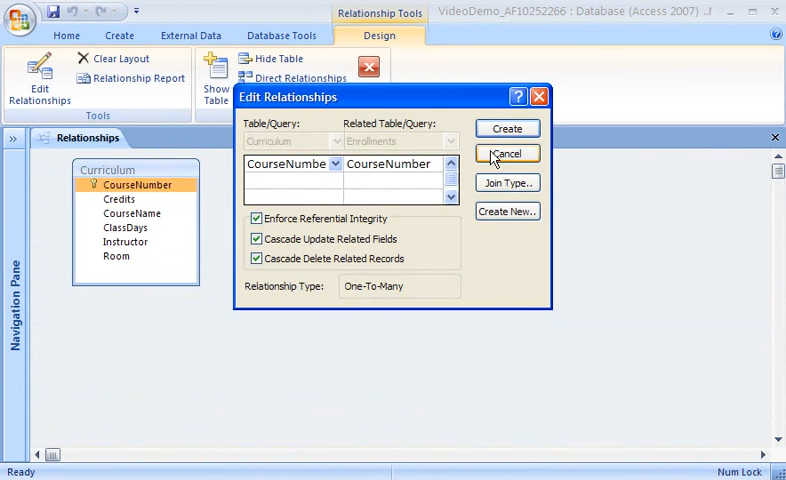 Relationship Tools
VideoDemo_AF10252266 : Database (Access 2007) ..
Home
Create
External Data
Database Tools
Design
Edit
Relationships
Clear Layout
Relationship Report
Tools
Show
Table
Hide Table
Direct Relationships
Edit Relationships
?
Table/Query:
Related Table/Query:
Curriculum
Enrollments
CourseNumbe
CourseNumber
Enforce Referential Integrity
Cascade Update Related Fields
Cascade Delete Related Records
Relationship Type:
One-To-Many
Create
Cancel
Join Type..
Create New..
Relationships
Curriculum
CourseNumber
Credits
CourseName
ClassDays
Instructor
Room
Navigation Pane
Ready
Num Lock